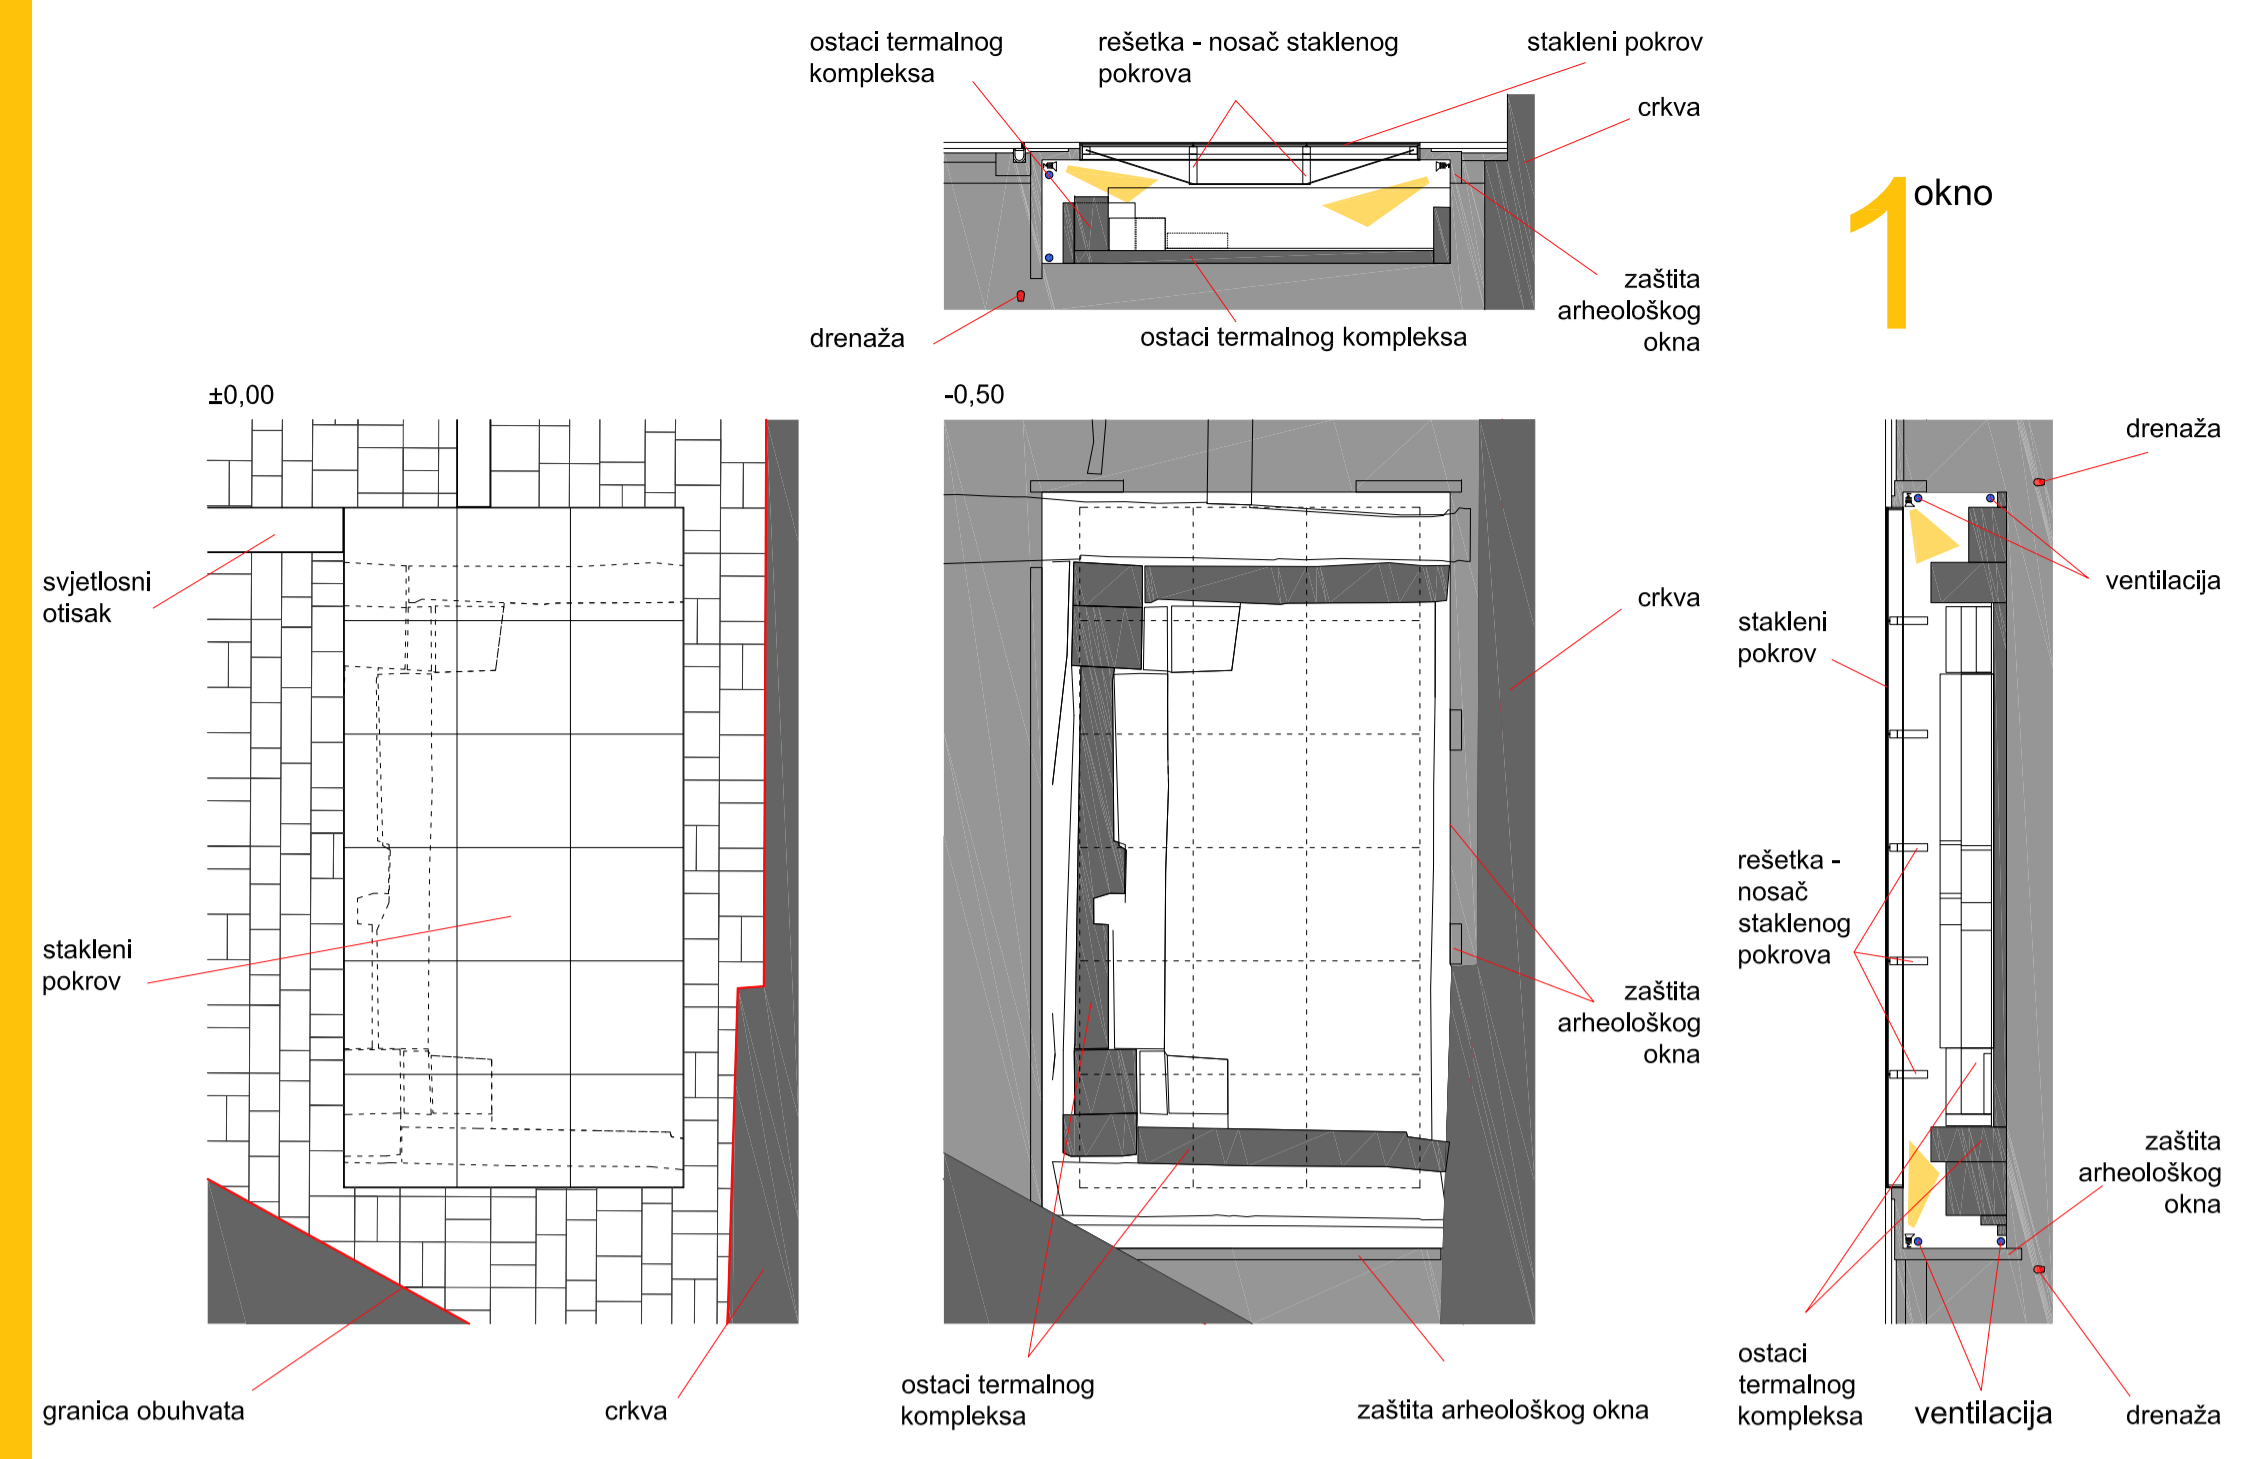 ostaci termalnog
kompleksa
rešetka - nosač staklenog
pokrova
stakleni pokrov
crkva
1 okno
zaštita
arheološkog
okna
drenaža
ostaci termalnog kompleksa
±0,00
-0,50
svjetlosni
otisak
stakleni
pokrov
granica obuhvata
crkva
crkva
zaštita
arheološkog
okna
ostaci termalnog
kompleksa
zaštita arheološkog okna
drenaža
ventilacija
stakleni
pokrov
rešetka -
nosač
staklenog
pokrova
zaštita
arheološkog
okna
ostaci
termalnog
kompleksa
ventilacija
drenaža